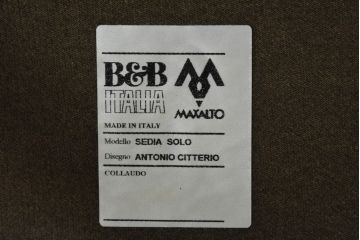 B&B
ITALIA
MAXALTO
MADE IN ITALY
Modello SEDIA SOLO
Disegno ANTONIO CITTERIO
COLLAUDO